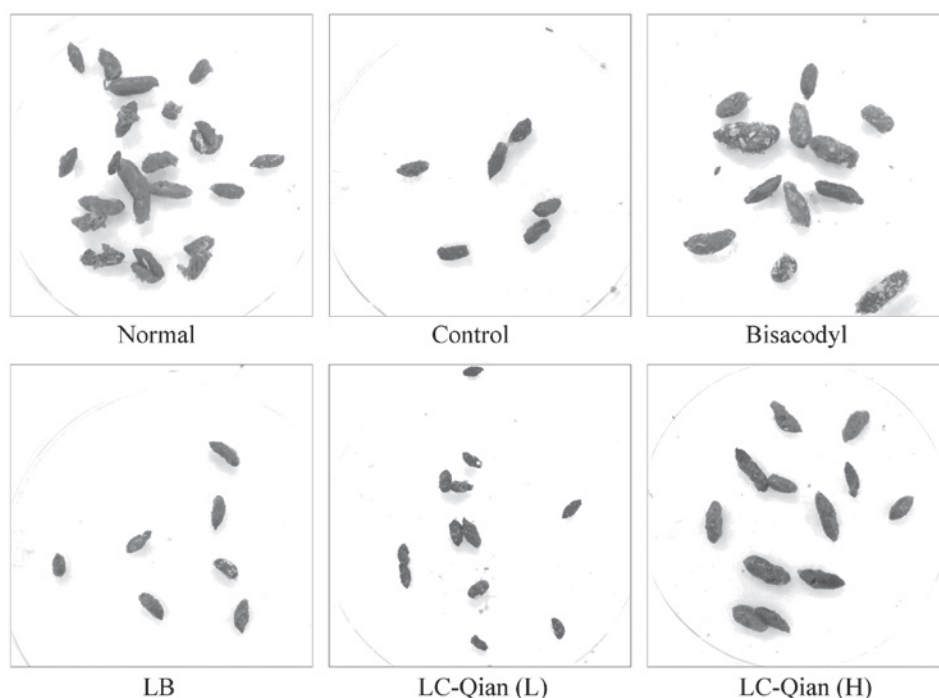 Normal
Control
Bisacodyl
LB
LC-Qian (L)
LC-Qian (H)